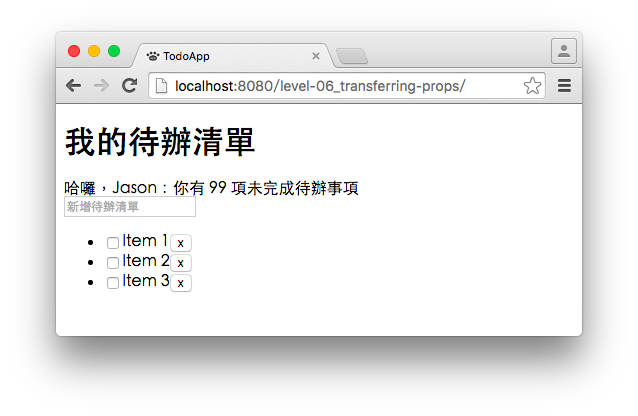 TodoApp
localhost:8080/level-06_transferring-props/
我的待辦清單
哈囉，Jason：你有 99 項未完成待辦事項
新增待辦清單
Item 1 x
Item 2 x
Item 3 x